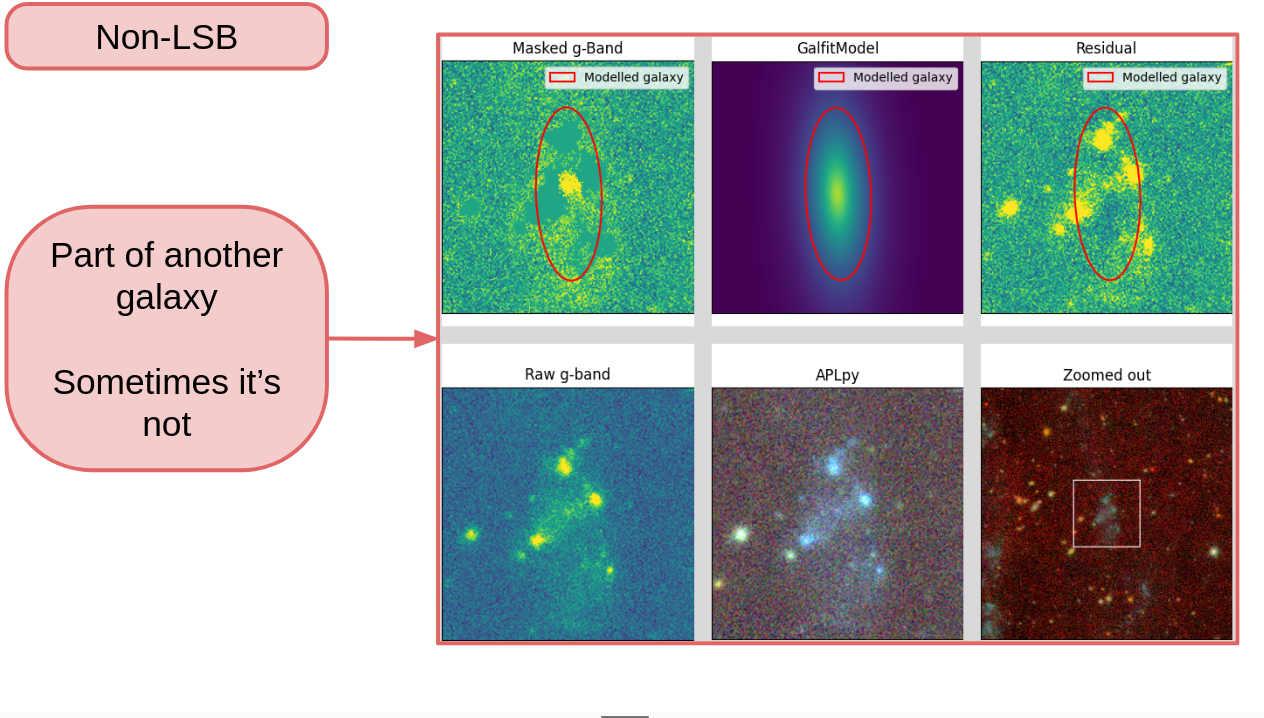 Non-LSB
Part of another
galaxy
Sometimes it’s
not
Masked g-Band
GalfitModel
Residual
Modelled galaxy
Modelled galaxy
Modelled galaxy
Raw g-band
APLpy
Zoomed out